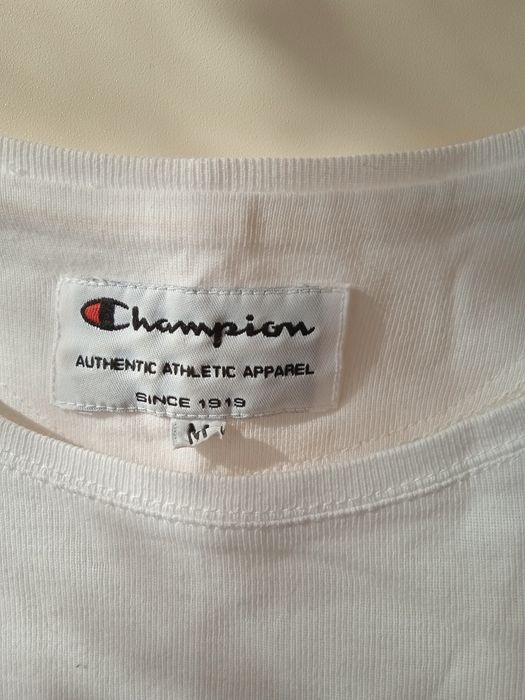 Champion
AUTHENTIC ATHLETIC APPAREL
SINCE 1919